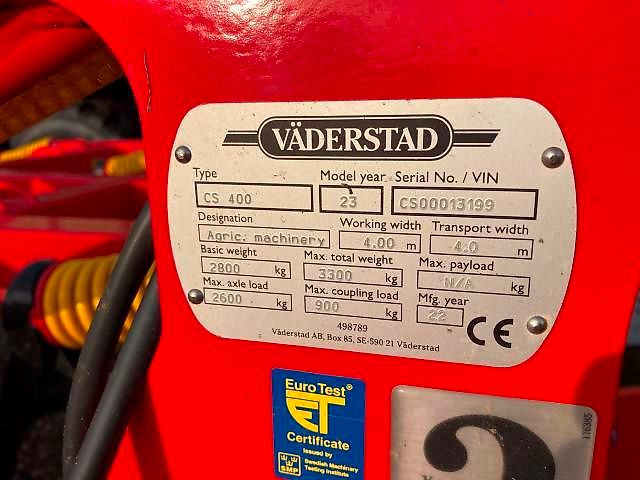 VÄDERSTAD
Type Model year Serial No. / VIN
CS 400 23 CS00013199
Designation Working width Transport width
Agric. machinery 4.00 m 4.0 m
Basic weight Max. total weight Max. payload
2800 kg 3300 kg N/A kg
Max. axle load Max. coupling load Mfg. year
2600 kg 900 kg 22
CE
498789
Väderstad AB, Box 85, SE-590 21 Väderstad
EuroTest®
ET
Certificate
issued by
SMP Swedish Machinery
Testing Institute
116365
?